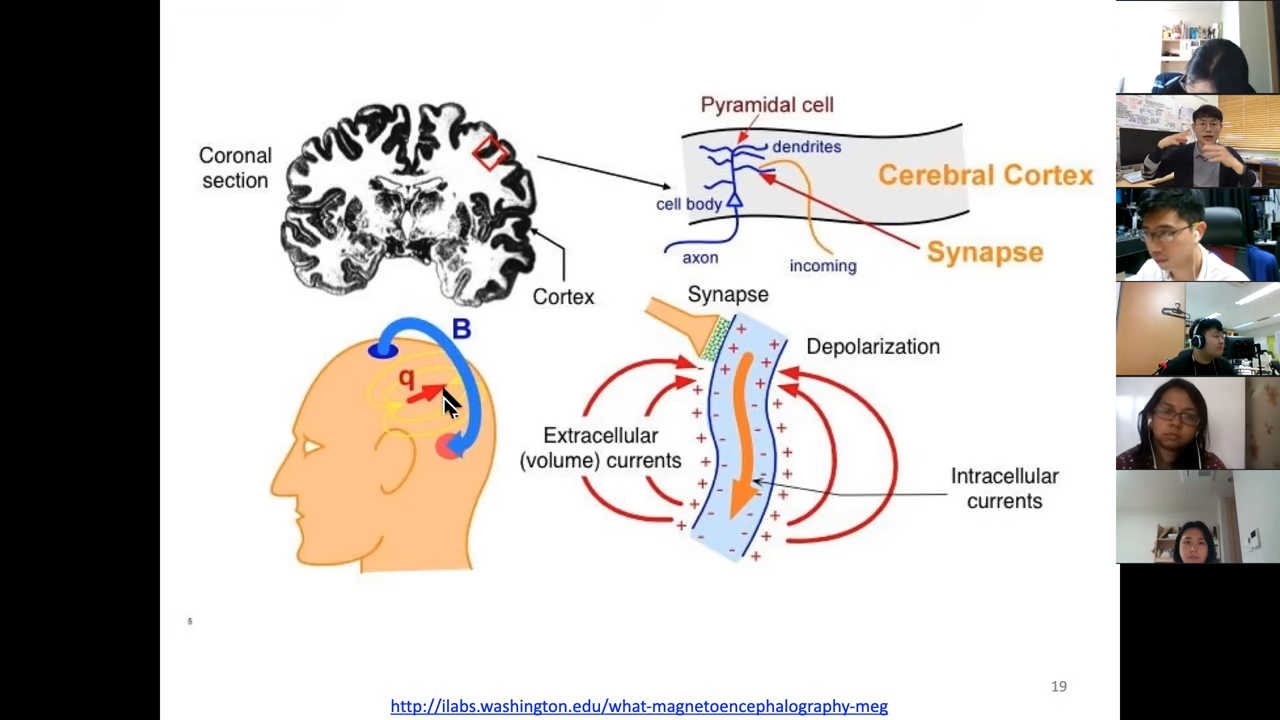 Coronal
section
Cortex
Pyramidal cell
dendrites
Cerebral Cortex
cell body
Synapse
axon
incoming
Synapse
Depolarization
B
q
Extracellular
(volume) currents
Intracellular
currents
19
http://ilabs.washington.edu/what-magnetoencephalography-meg